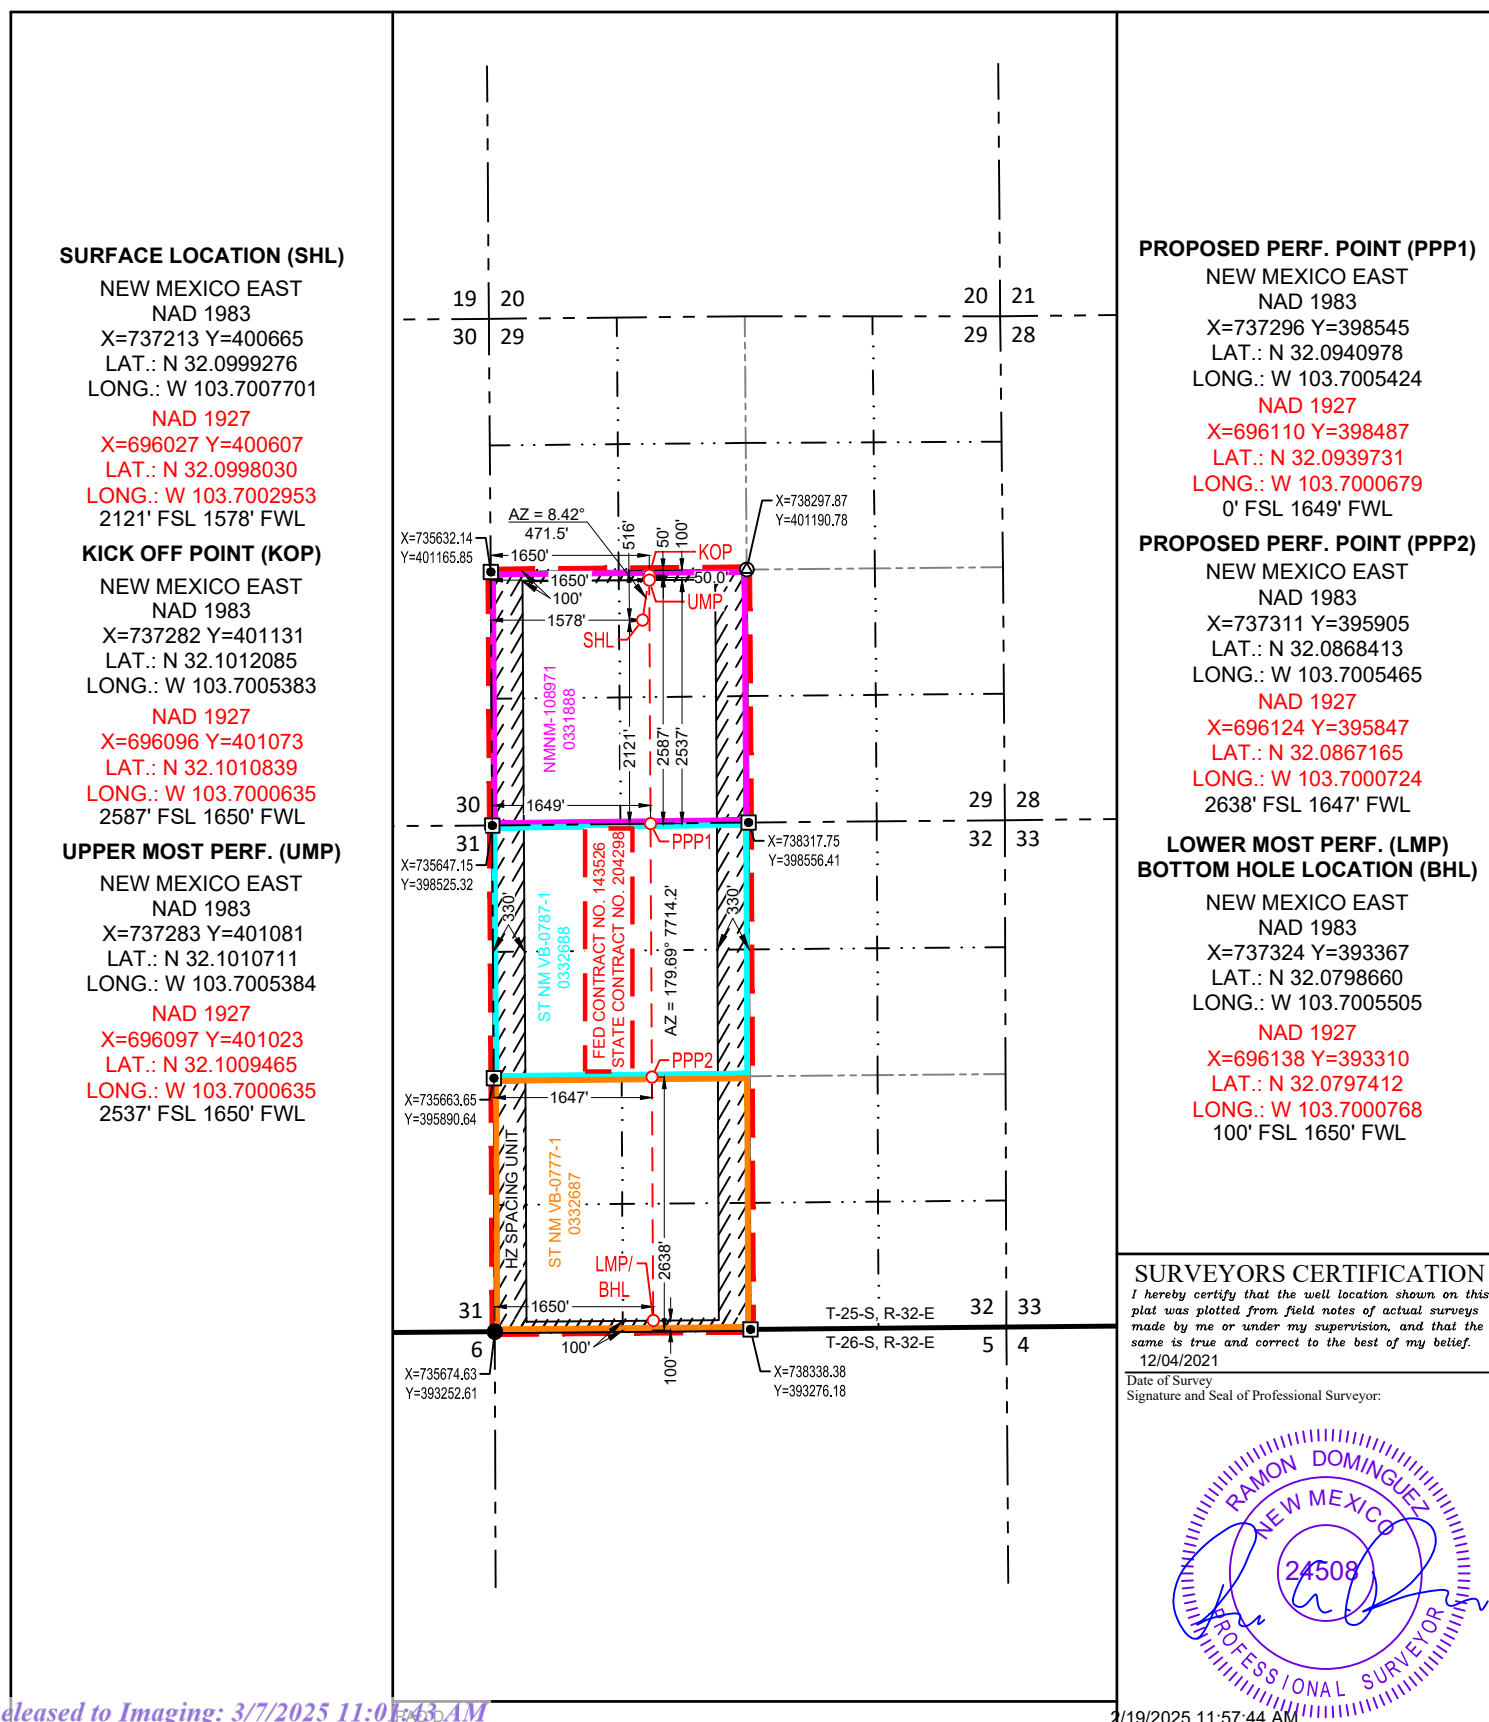 SURFACE LOCATION (SHL)
NEW MEXICO EAST
NAD 1983
X=737213 Y=400665
LAT.: N 32.0999276
LONG.: W 103.7007701
NAD 1927
X=696027 Y=400607
LAT.: N 32.0998030
LONG.: W 103.7002953
2121' FSL 1578' FWL
KICK OFF POINT (KOP)
NEW MEXICO EAST
NAD 1983
X=737282 Y=401131
LAT.: N 32.1012085
LONG.: W 103.7005383
NAD 1927
X=696096 Y=401073
LAT.: N 32.1010839
LONG.: W 103.7000635
2587' FSL 1650' FWL
UPPER MOST PERF. (UMP)
NEW MEXICO EAST
NAD 1983
X=737283 Y=401081
LAT.: N 32.1010711
LONG.: W 103.7005384
NAD 1927
X=696097 Y=401023
LAT.: N 32.1009465
LONG.: W 103.7000635
2537' FSL 1650' FWL
19 20
30 29
20 21
29 28
AZ = 8.42°
471.5'
516'
50'
100'
X=738297.87
Y=401190.78
X=735632.14
Y=401165.85
1650'
KOP
1650'
50.0'
100'
UMP
1578'
SHL
NMNM-108971
0331888
2121'
2587'
2537'
30
31
1649'
PPP1
29 28
32 33
X=735647.15
Y=398525.32
X=738317.75
Y=398556.41
330'
330'
ST NM VB-0787-1
0332688
FED CONTRACT NO. 143526
STATE CONTRACT NO. 204298
AZ = 179.69° 7714.2'
PPP2
X=735663.65
Y=395890.64
1647'
HZ SPACING UNIT
ST NM VB-0777-1
0332687
2638'
LMP/
BHL
31
6
1650'
T-25-S, R-32-E
T-26-S, R-32-E
32 33
5 4
100'
100'
X=735674.63
Y=393252.61
X=738338.38
Y=393276.18
PROPOSED PERF. POINT (PPP1)
NEW MEXICO EAST
NAD 1983
X=737296 Y=398545
LAT.: N 32.0940978
LONG.: W 103.7005424
NAD 1927
X=696110 Y=398487
LAT.: N 32.0939731
LONG.: W 103.7000679
0' FSL 1649' FWL
PROPOSED PERF. POINT (PPP2)
NEW MEXICO EAST
NAD 1983
X=737311 Y=395905
LAT.: N 32.0868413
LONG.: W 103.7005465
NAD 1927
X=696124 Y=395847
LAT.: N 32.0867165
LONG.: W 103.7000724
2638' FSL 1647' FWL
LOWER MOST PERF. (LMP)
BOTTOM HOLE LOCATION (BHL)
NEW MEXICO EAST
NAD 1983
X=737324 Y=393367
LAT.: N 32.0798660
LONG.: W 103.7005505
NAD 1927
X=696138 Y=393310
LAT.: N 32.0797412
LONG.: W 103.7000768
100' FSL 1650' FWL
SURVEYORS CERTIFICATION
I hereby certify that the well location shown on this
plat was plotted from field notes of actual surveys
made by me or under my supervision, and that the
same is true and correct to the best of my belief.
12/04/2021
Date of Survey
Signature and Seal of Professional Surveyor:
RAMON DOMINGUEZ
NEW MEXICO
24508
PROFESSIONAL SURVEYOR
eleased to Imaging: 3/7/2025 11:01:43 AM
2/19/2025 11:57:44 AM